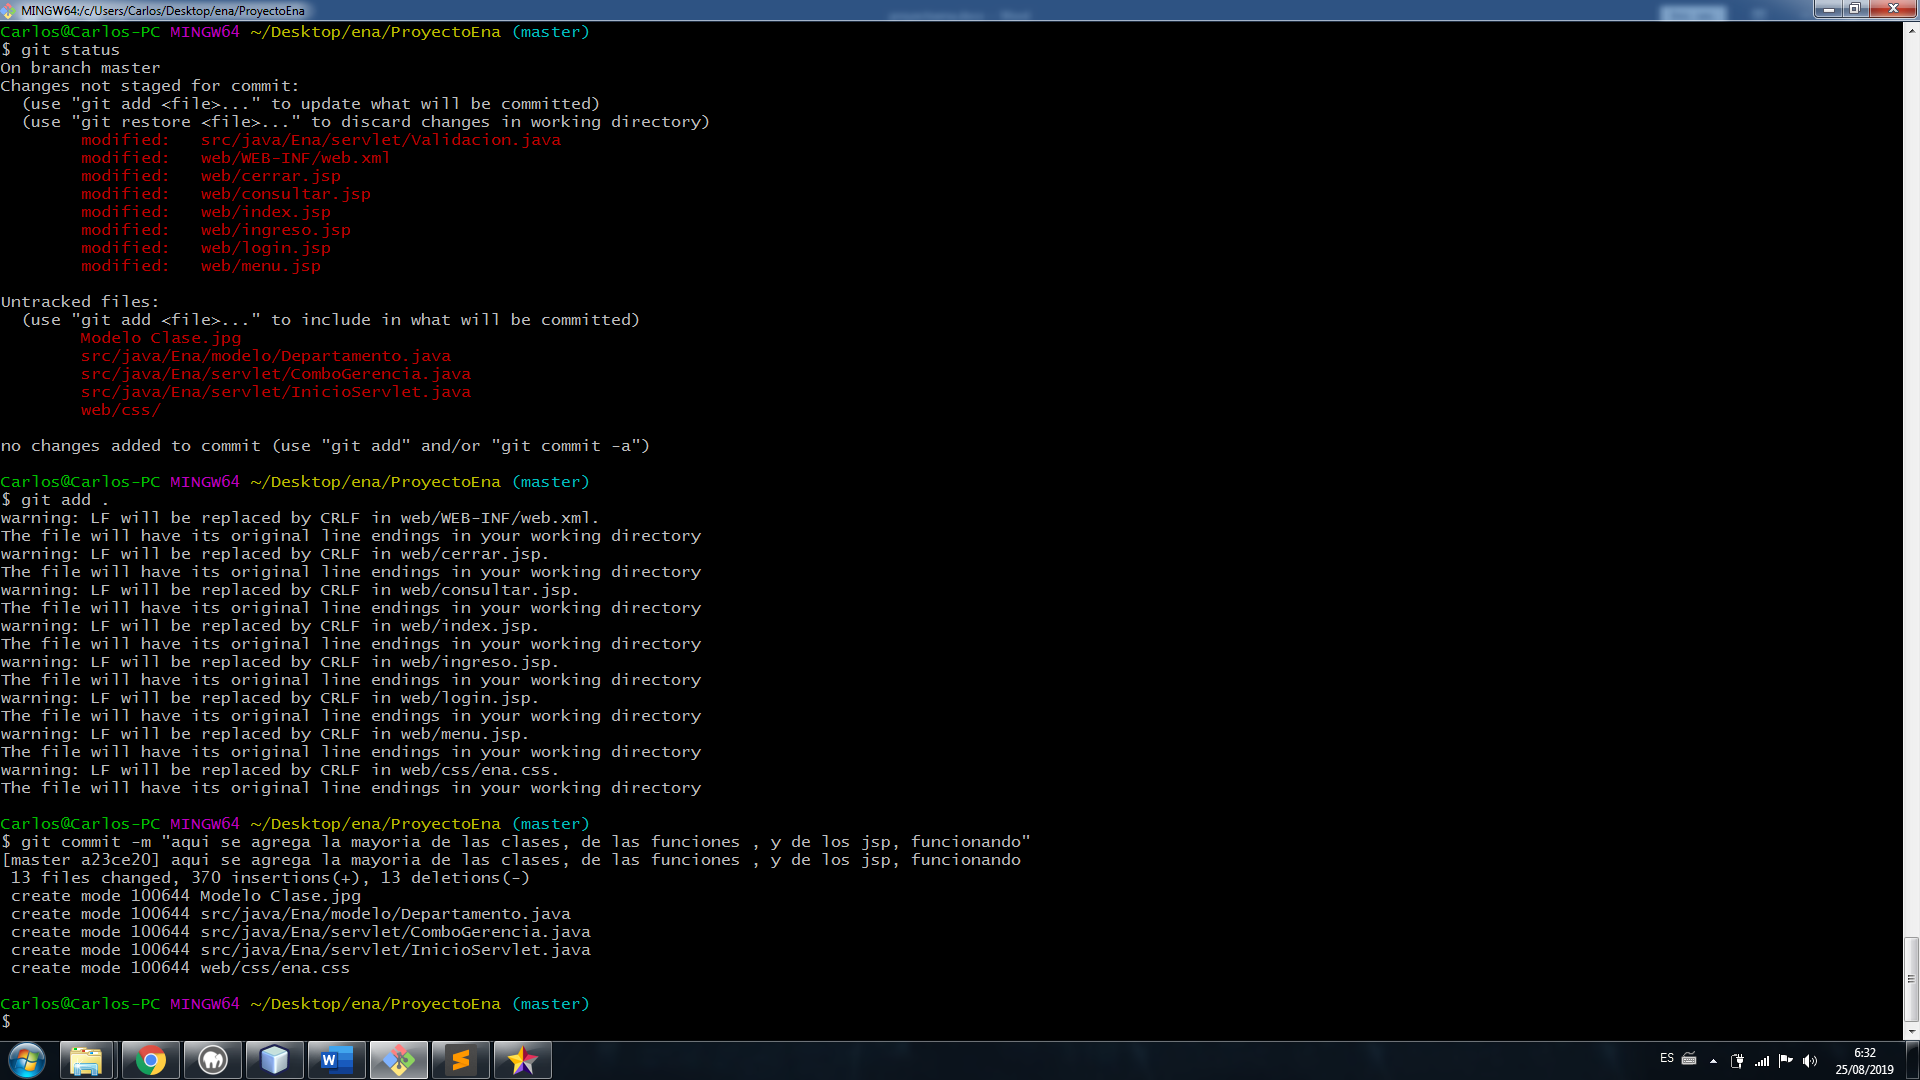 MINGW64:/c/Users/Carlos/Desktop/ena/ProyectoEna
Carlos@Carlos-PC MINGW64 ~/Desktop/ena/ProyectoEna (master)
$ git status
On branch master
Changes not staged for commit:
  (use "git add <file>..." to update what will be committed)
  (use "git restore <file>..." to discard changes in working directory)
        modified:   src/java/Ena/servlet/Validacion.java
        modified:   web/WEB-INF/web.xml
        modified:   web/cerrar.jsp
        modified:   web/consultar.jsp
        modified:   web/index.jsp
        modified:   web/ingreso.jsp
        modified:   web/login.jsp
        modified:   web/menu.jsp
Untracked files:
  (use "git add <file>..." to include in what will be committed)
        Modelo Clase.jpg
        src/java/Ena/modelo/Departamento.java
        src/java/Ena/servlet/ComboGerencia.java
        src/java/Ena/servlet/InicioServlet.java
        web/css/
no changes added to commit (use "git add" and/or "git commit -a")
Carlos@Carlos-PC MINGW64 ~/Desktop/ena/ProyectoEna (master)
$ git add .
warning: LF will be replaced by CRLF in web/WEB-INF/web.xml.
The file will have its original line endings in your working directory
warning: LF will be replaced by CRLF in web/cerrar.jsp.
The file will have its original line endings in your working directory
warning: LF will be replaced by CRLF in web/consultar.jsp.
The file will have its original line endings in your working directory
warning: LF will be replaced by CRLF in web/index.jsp.
The file will have its original line endings in your working directory
warning: LF will be replaced by CRLF in web/ingreso.jsp.
The file will have its original line endings in your working directory
warning: LF will be replaced by CRLF in web/login.jsp.
The file will have its original line endings in your working directory
warning: LF will be replaced by CRLF in web/menu.jsp.
The file will have its original line endings in your working directory
warning: LF will be replaced by CRLF in web/css/ena.css.
The file will have its original line endings in your working directory
Carlos@Carlos-PC MINGW64 ~/Desktop/ena/ProyectoEna (master)
$ git commit -m "aqui se agrega la mayoria de las clases, de las funciones , y de los jsp, funcionando"
[master a23ce20] aqui se agrega la mayoria de las clases, de las funciones , y de los jsp, funcionando
 13 files changed, 370 insertions(+), 13 deletions(-)
 create mode 100644 Modelo Clase.jpg
 create mode 100644 src/java/Ena/modelo/Departamento.java
 create mode 100644 src/java/Ena/servlet/ComboGerencia.java
 create mode 100644 src/java/Ena/servlet/InicioServlet.java
 create mode 100644 web/css/ena.css
Carlos@Carlos-PC MINGW64 ~/Desktop/ena/ProyectoEna (master)
$
ES
6:32
25/08/2019